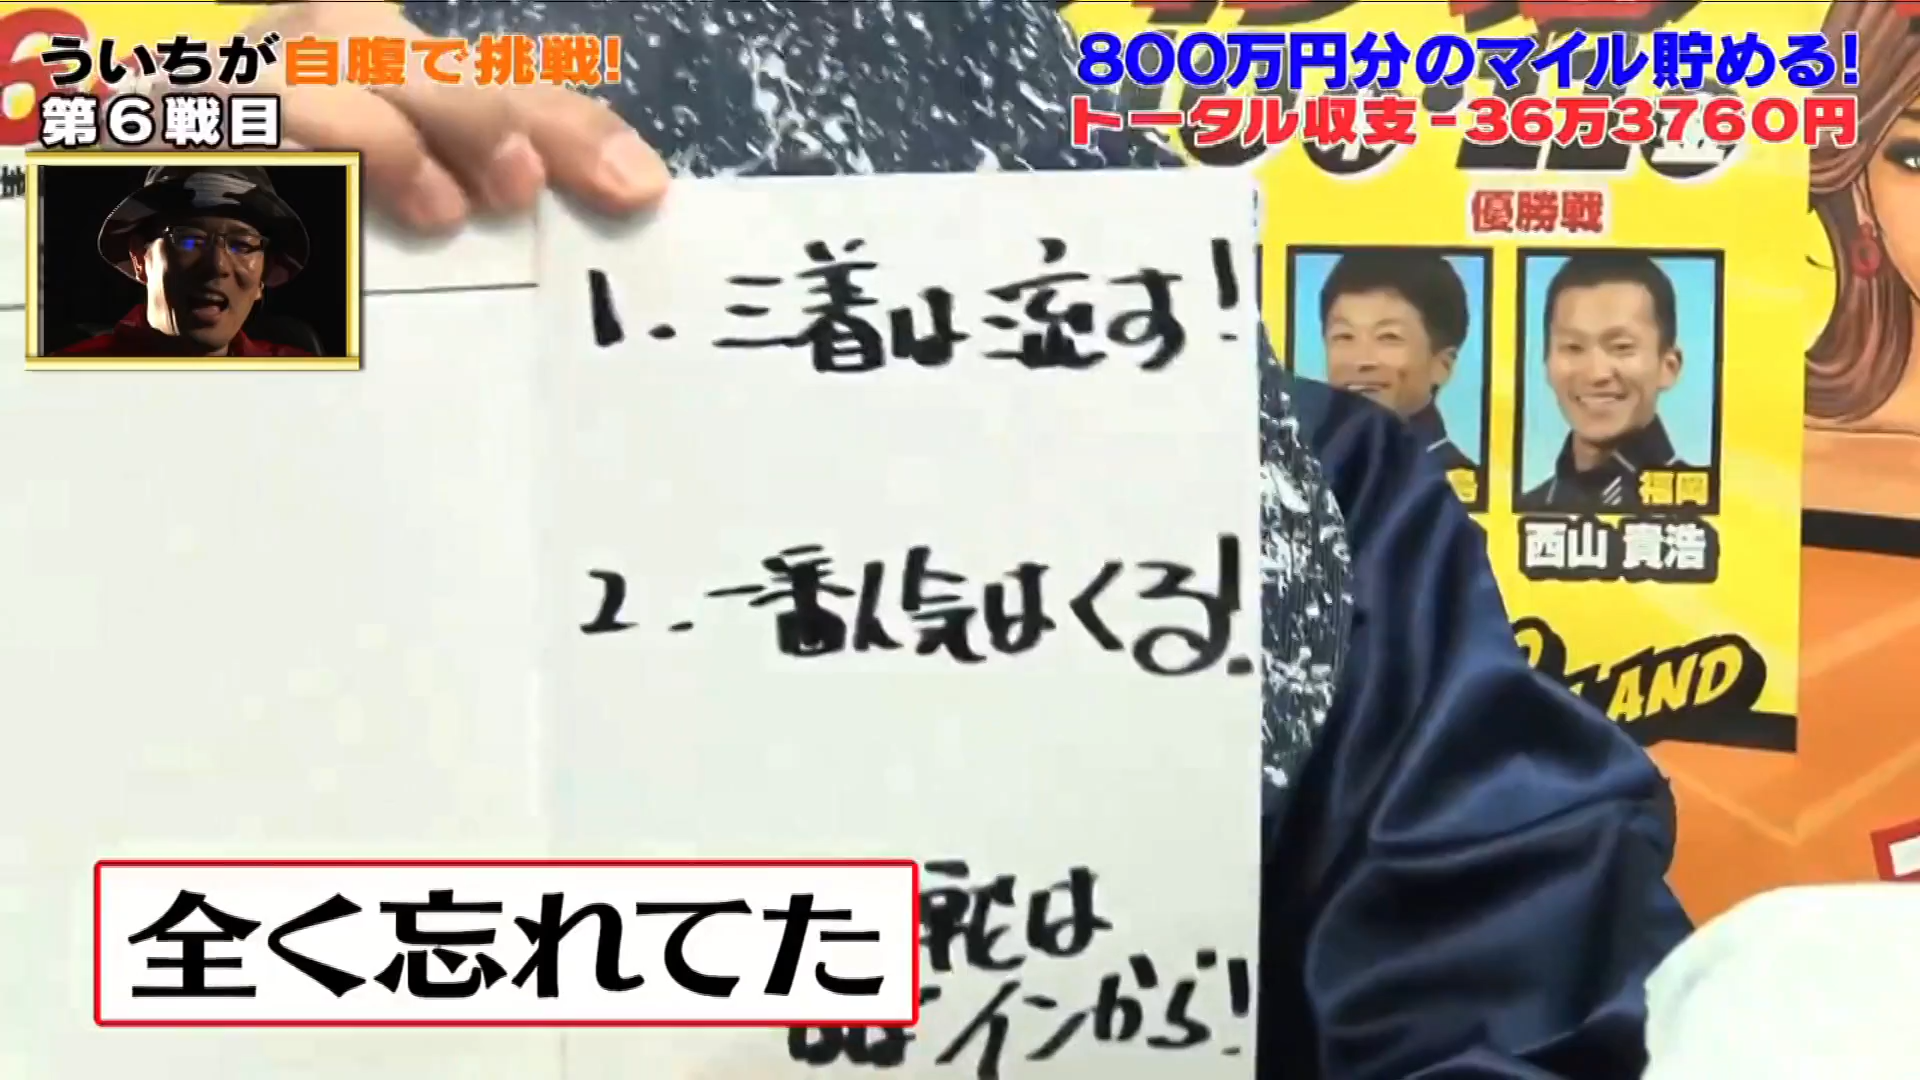 ういちが自腹で挑戦!
第6戦目
800万円分のマイル貯める!
トータル収支-36万3760円
優勝戦
福岡
西山 貴浩
LAND
1. 三着は流す!
2. 一番人気はくる!
インから!
全く忘れてた